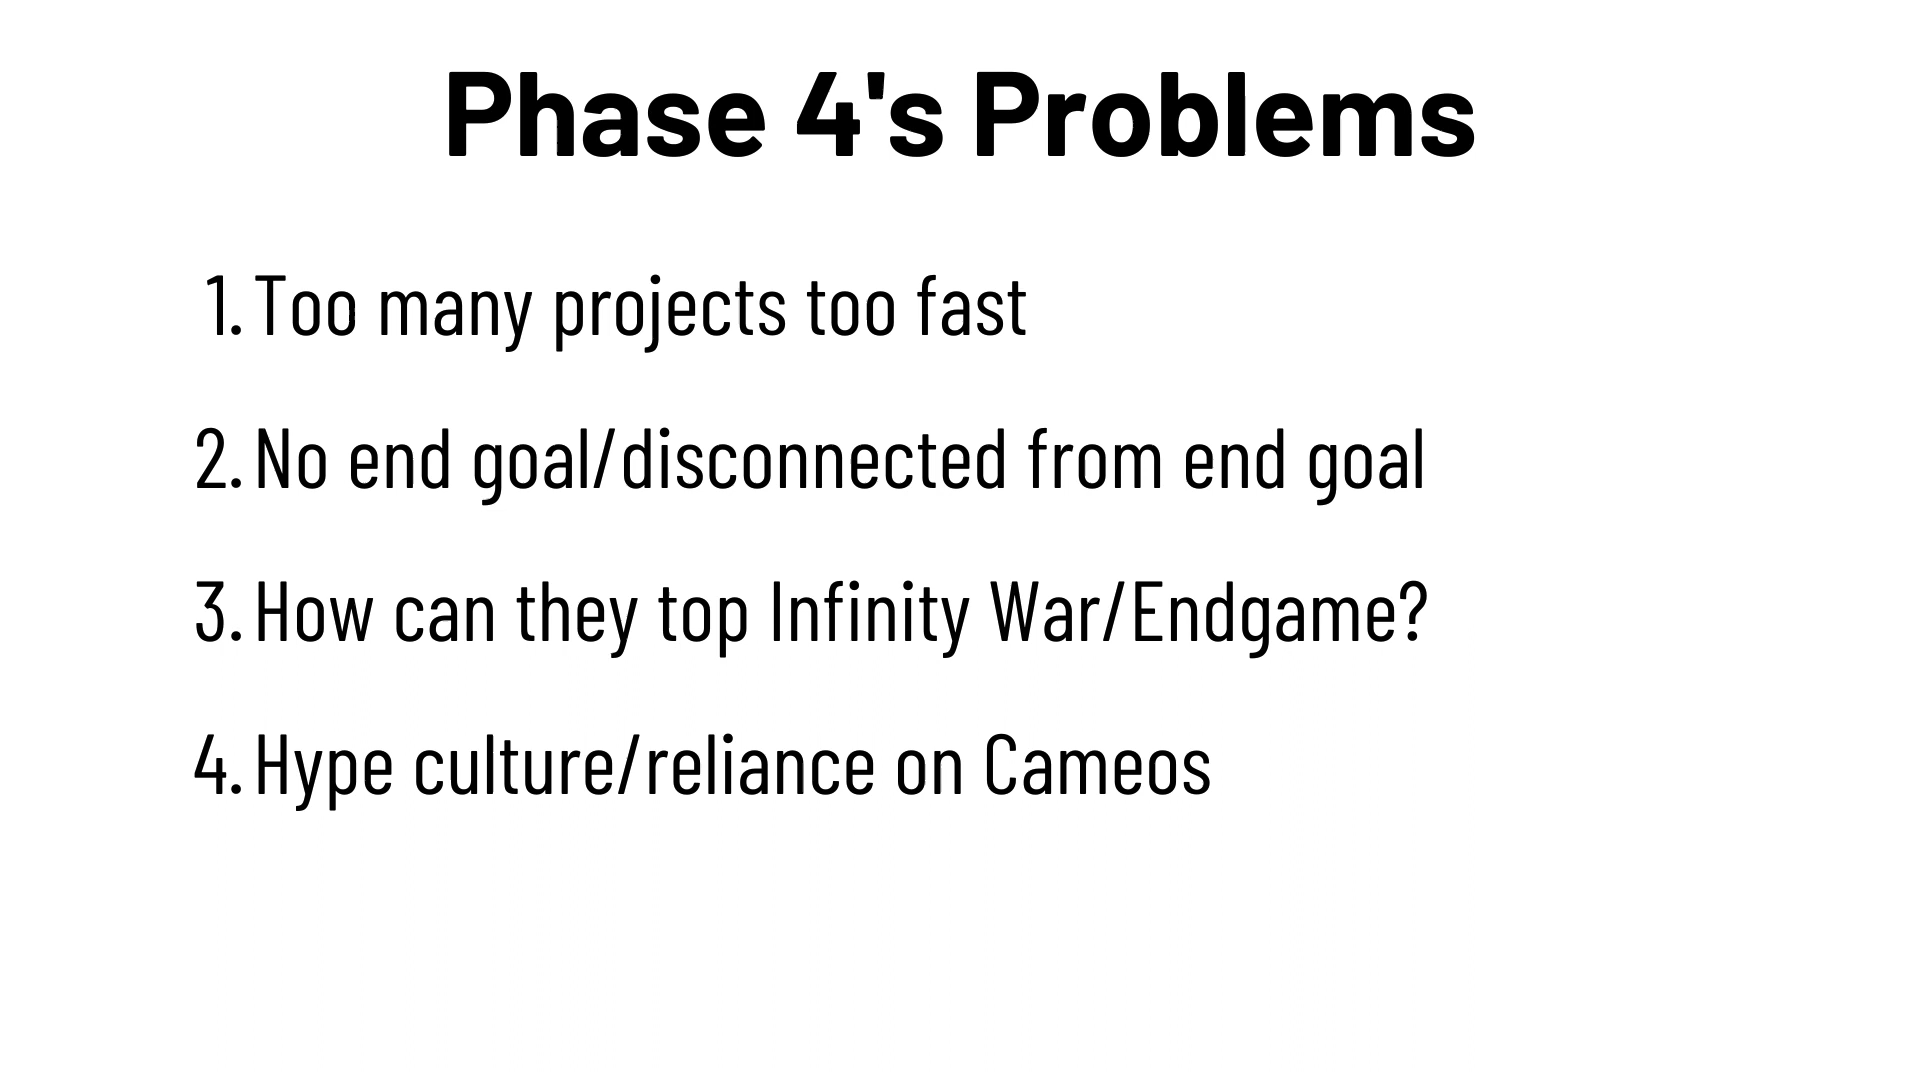 Phase 4's Problems
1. Too many projects too fast
2. No end goal/disconnected from end goal
3. How can they top Infinity War/Endgame?
4. Hype culture/reliance on Cameos